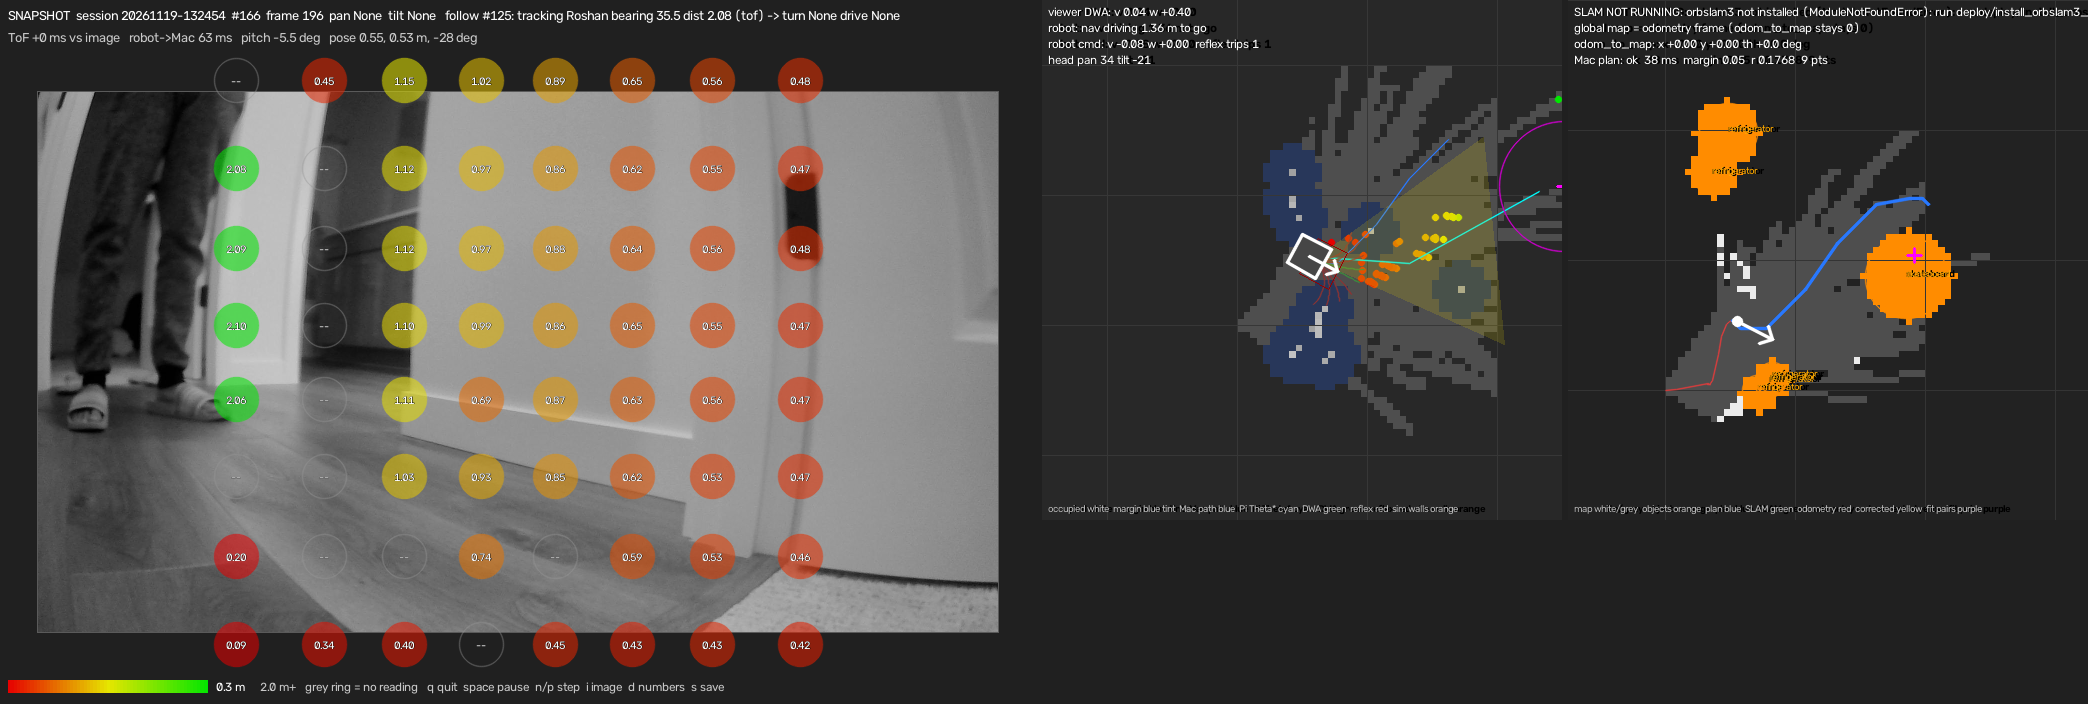 SNAPSHOT session 20261119-132454 #166 frame 196 pan None tilt None follow #125: tracking Roshan bearing 35.5 dist 2.08 (tof) -> turn None drive None
ToF +0 ms vs image robot->Mac 63 ms pitch -5.5 deg pose 0.55, 0.53 m, -28 deg
-- 0.45 1.15 1.02 0.89 0.65 0.56 0.48
2.08 -- 1.12 0.97 0.86 0.62 0.55 0.47
2.09 -- 1.12 0.97 0.88 0.64 0.56 0.48
2.10 -- 1.10 0.99 0.86 0.65 0.55 0.47
2.06 -- 1.11 0.69 0.87 0.63 0.56 0.47
-- -- 1.03 0.93 0.85 0.62 0.53 0.47
0.20 -- -- 0.74 -- 0.59 0.53 0.46
0.09 0.34 0.40 -- 0.45 0.43 0.43 0.42
0.3 m 2.0 m+ grey ring = no reading q quit space pause n/p step i image d numbers s save
viewer DWA: v 0.04 w +0.40
robot: nav driving 1.36 m to go
robot cmd: v -0.08 w +0.00 reflex trips 1
head pan 34 tilt -21
occupied white margin blue tint Mac path blue Pi Theta* cyan DWA green reflex red sim walls orange
SLAM NOT RUNNING: orbslam3 not installed (ModuleNotFoundError): run deploy/install_orbslam3_
global map = odometry frame (odom_to_map stays 0)
odom_to_map: x +0.00 y +0.00 th +0.0 deg
Mac plan: ok 38 ms margin 0.05 r 0.1768 9 pts
refrigerator
refrigerator
skateboard
refrigerator
refrigerator
map white/grey objects orange plan blue SLAM green odometry red corrected yellow fit pairs purple